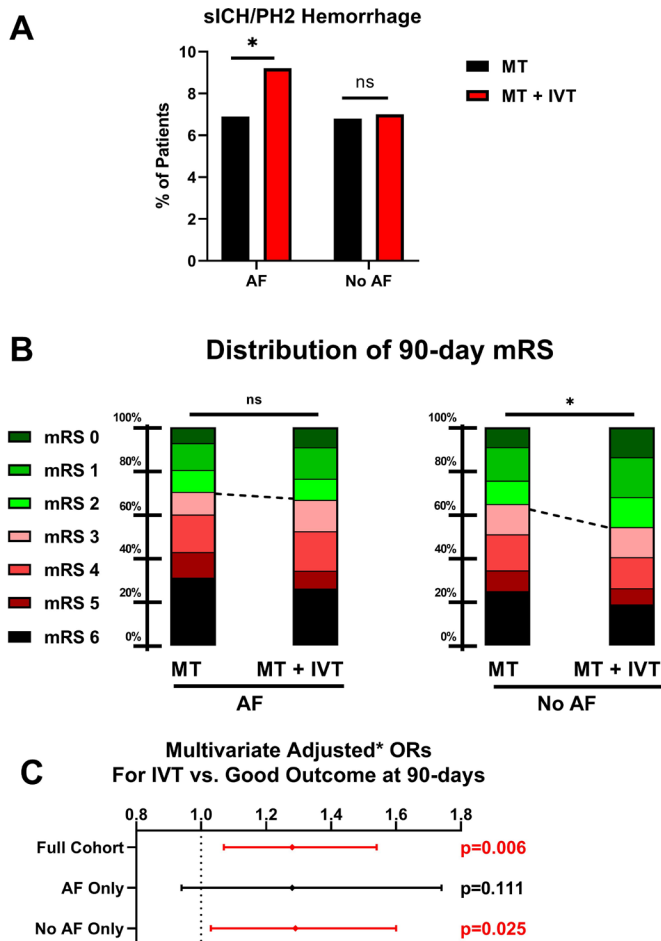 A
sICH/PH2 Hemorrhage
% of Patients
10
8
6
4
2
0
*
ns
AF
No AF
MT
MT + IVT
B
Distribution of 90-day mRS
mRS 0
mRS 1
mRS 2
mRS 3
mRS 4
mRS 5
mRS 6
ns
100%
80%
60%
40%
20%
0%
MT
MT + IVT
AF
*
100%
80%
60%
40%
20%
0%
MT
MT + IVT
No AF
C
Multivariate Adjusted* ORs
For IVT vs. Good Outcome at 90-days
0.8 1.0 1.2 1.4 1.6 1.8
Full Cohort p=0.006
AF Only p=0.111
No AF Only p=0.025